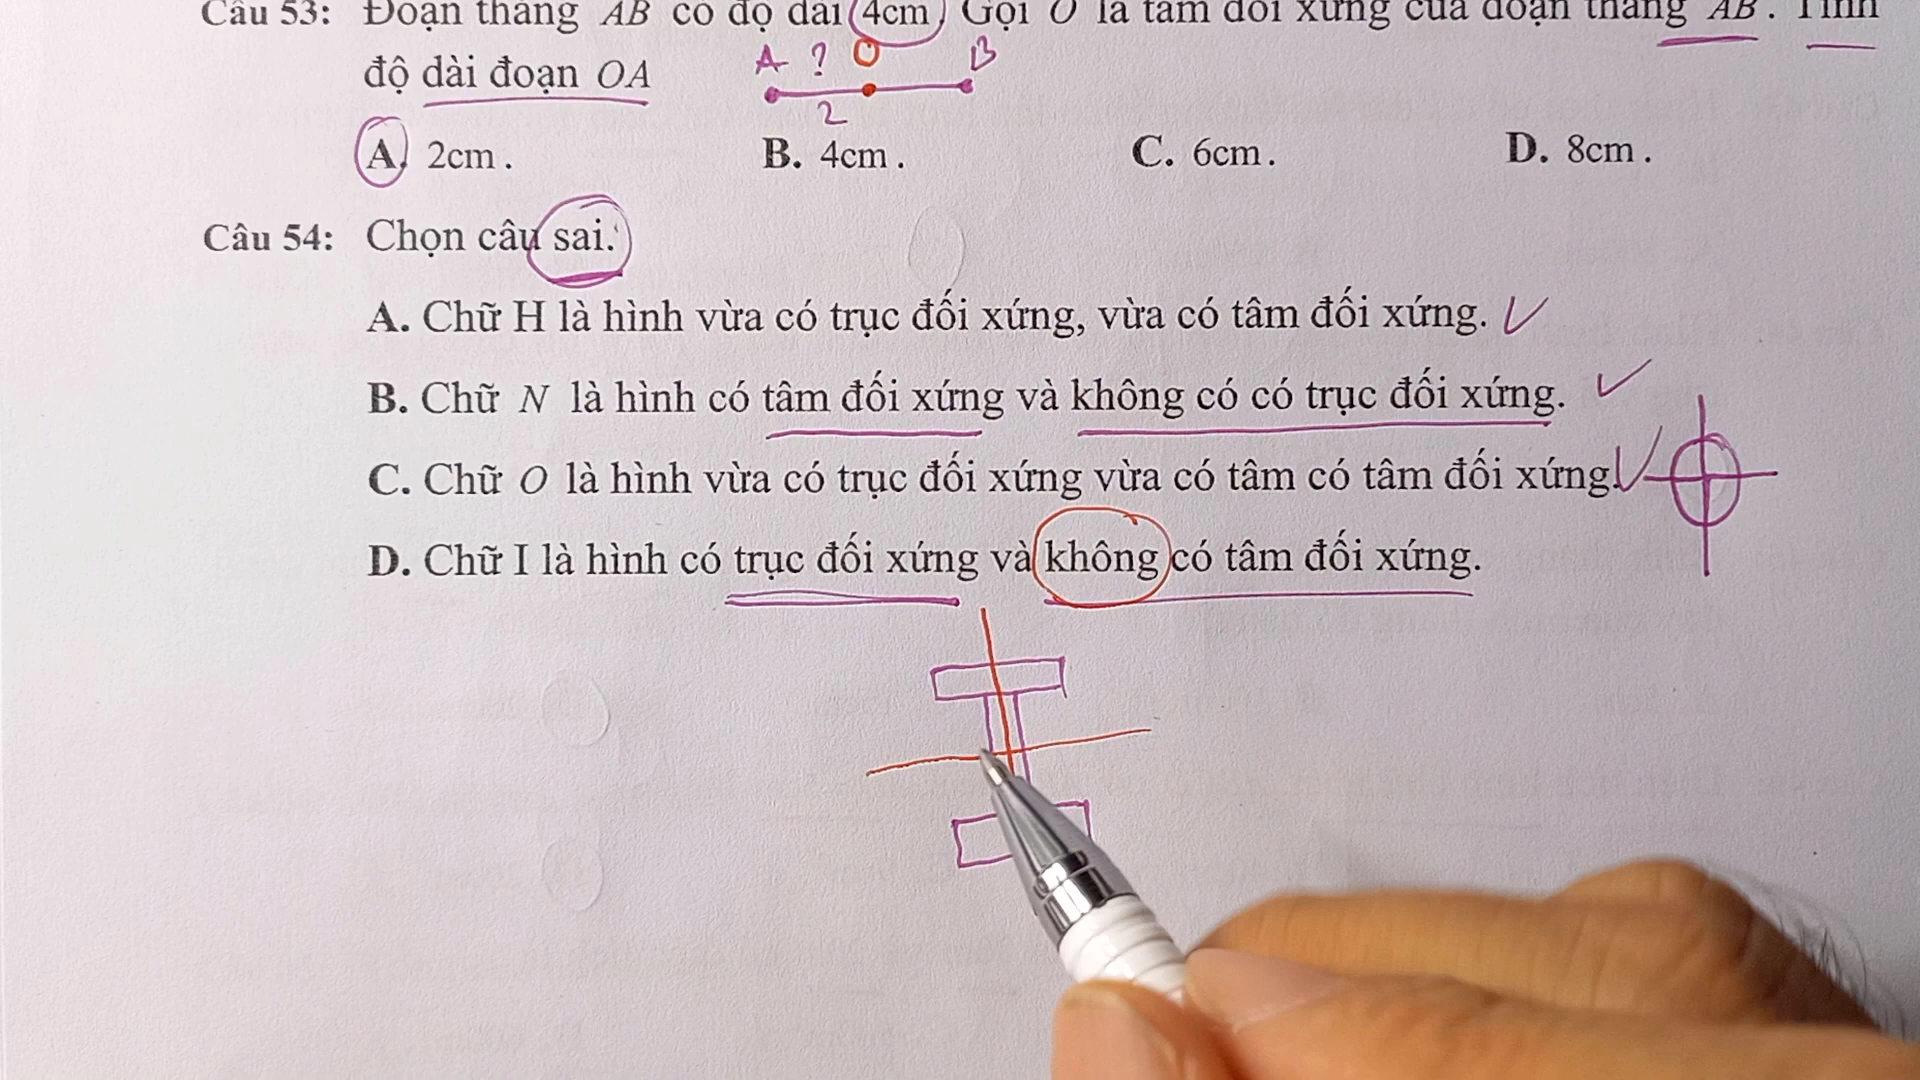 Câu 53: Đoạn thẳng AB có độ dài 4cm. Gọi O là tâm đối xứng của đoạn thẳng AB. Tính
A ? O B
độ dài đoạn OA
2
A. 2cm. B. 4cm. C. 6cm. D. 8cm.
Câu 54: Chọn câu sai.
A. Chữ H là hình vừa có trục đối xứng, vừa có tâm đối xứng.
B. Chữ N là hình có tâm đối xứng và không có có trục đối xứng.
C. Chữ O là hình vừa có trục đối xứng vừa có tâm có tâm đối xứng.
D. Chữ I là hình có trục đối xứng và không có tâm đối xứng.